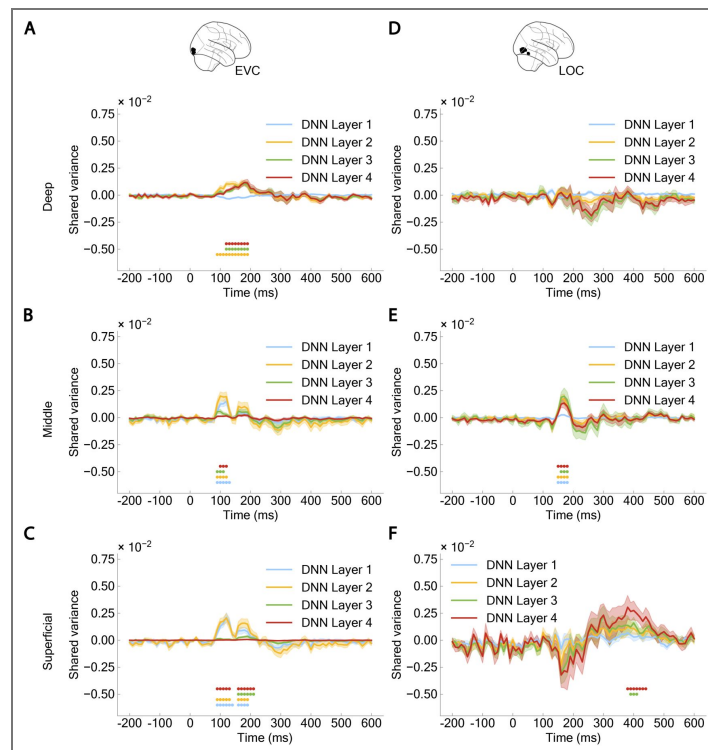 A
EVC
× 10⁻²
0.75
0.50
0.25
0.00
−0.25
−0.50
Shared variance
Deep
DNN Layer 1
DNN Layer 2
DNN Layer 3
DNN Layer 4
-200 -100 0 100 200 300 400 500 600
Time (ms)
D
LOC
× 10⁻²
0.75
0.50
0.25
0.00
−0.25
−0.50
Shared variance
DNN Layer 1
DNN Layer 2
DNN Layer 3
DNN Layer 4
-200 -100 0 100 200 300 400 500 600
Time (ms)
B
× 10⁻²
0.75
0.50
0.25
0.00
−0.25
−0.50
Shared variance
Middle
DNN Layer 1
DNN Layer 2
DNN Layer 3
DNN Layer 4
-200 -100 0 100 200 300 400 500 600
Time (ms)
E
× 10⁻²
0.75
0.50
0.25
0.00
−0.25
−0.50
Shared variance
DNN Layer 1
DNN Layer 2
DNN Layer 3
DNN Layer 4
-200 -100 0 100 200 300 400 500 600
Time (ms)
C
× 10⁻²
0.75
0.50
0.25
0.00
−0.25
−0.50
Shared variance
Superficial
DNN Layer 1
DNN Layer 2
DNN Layer 3
DNN Layer 4
-200 -100 0 100 200 300 400 500 600
Time (ms)
F
× 10⁻²
0.75
0.50
0.25
0.00
−0.25
−0.50
Shared variance
DNN Layer 1
DNN Layer 2
DNN Layer 3
DNN Layer 4
-200 -100 0 100 200 300 400 500 600
Time (ms)